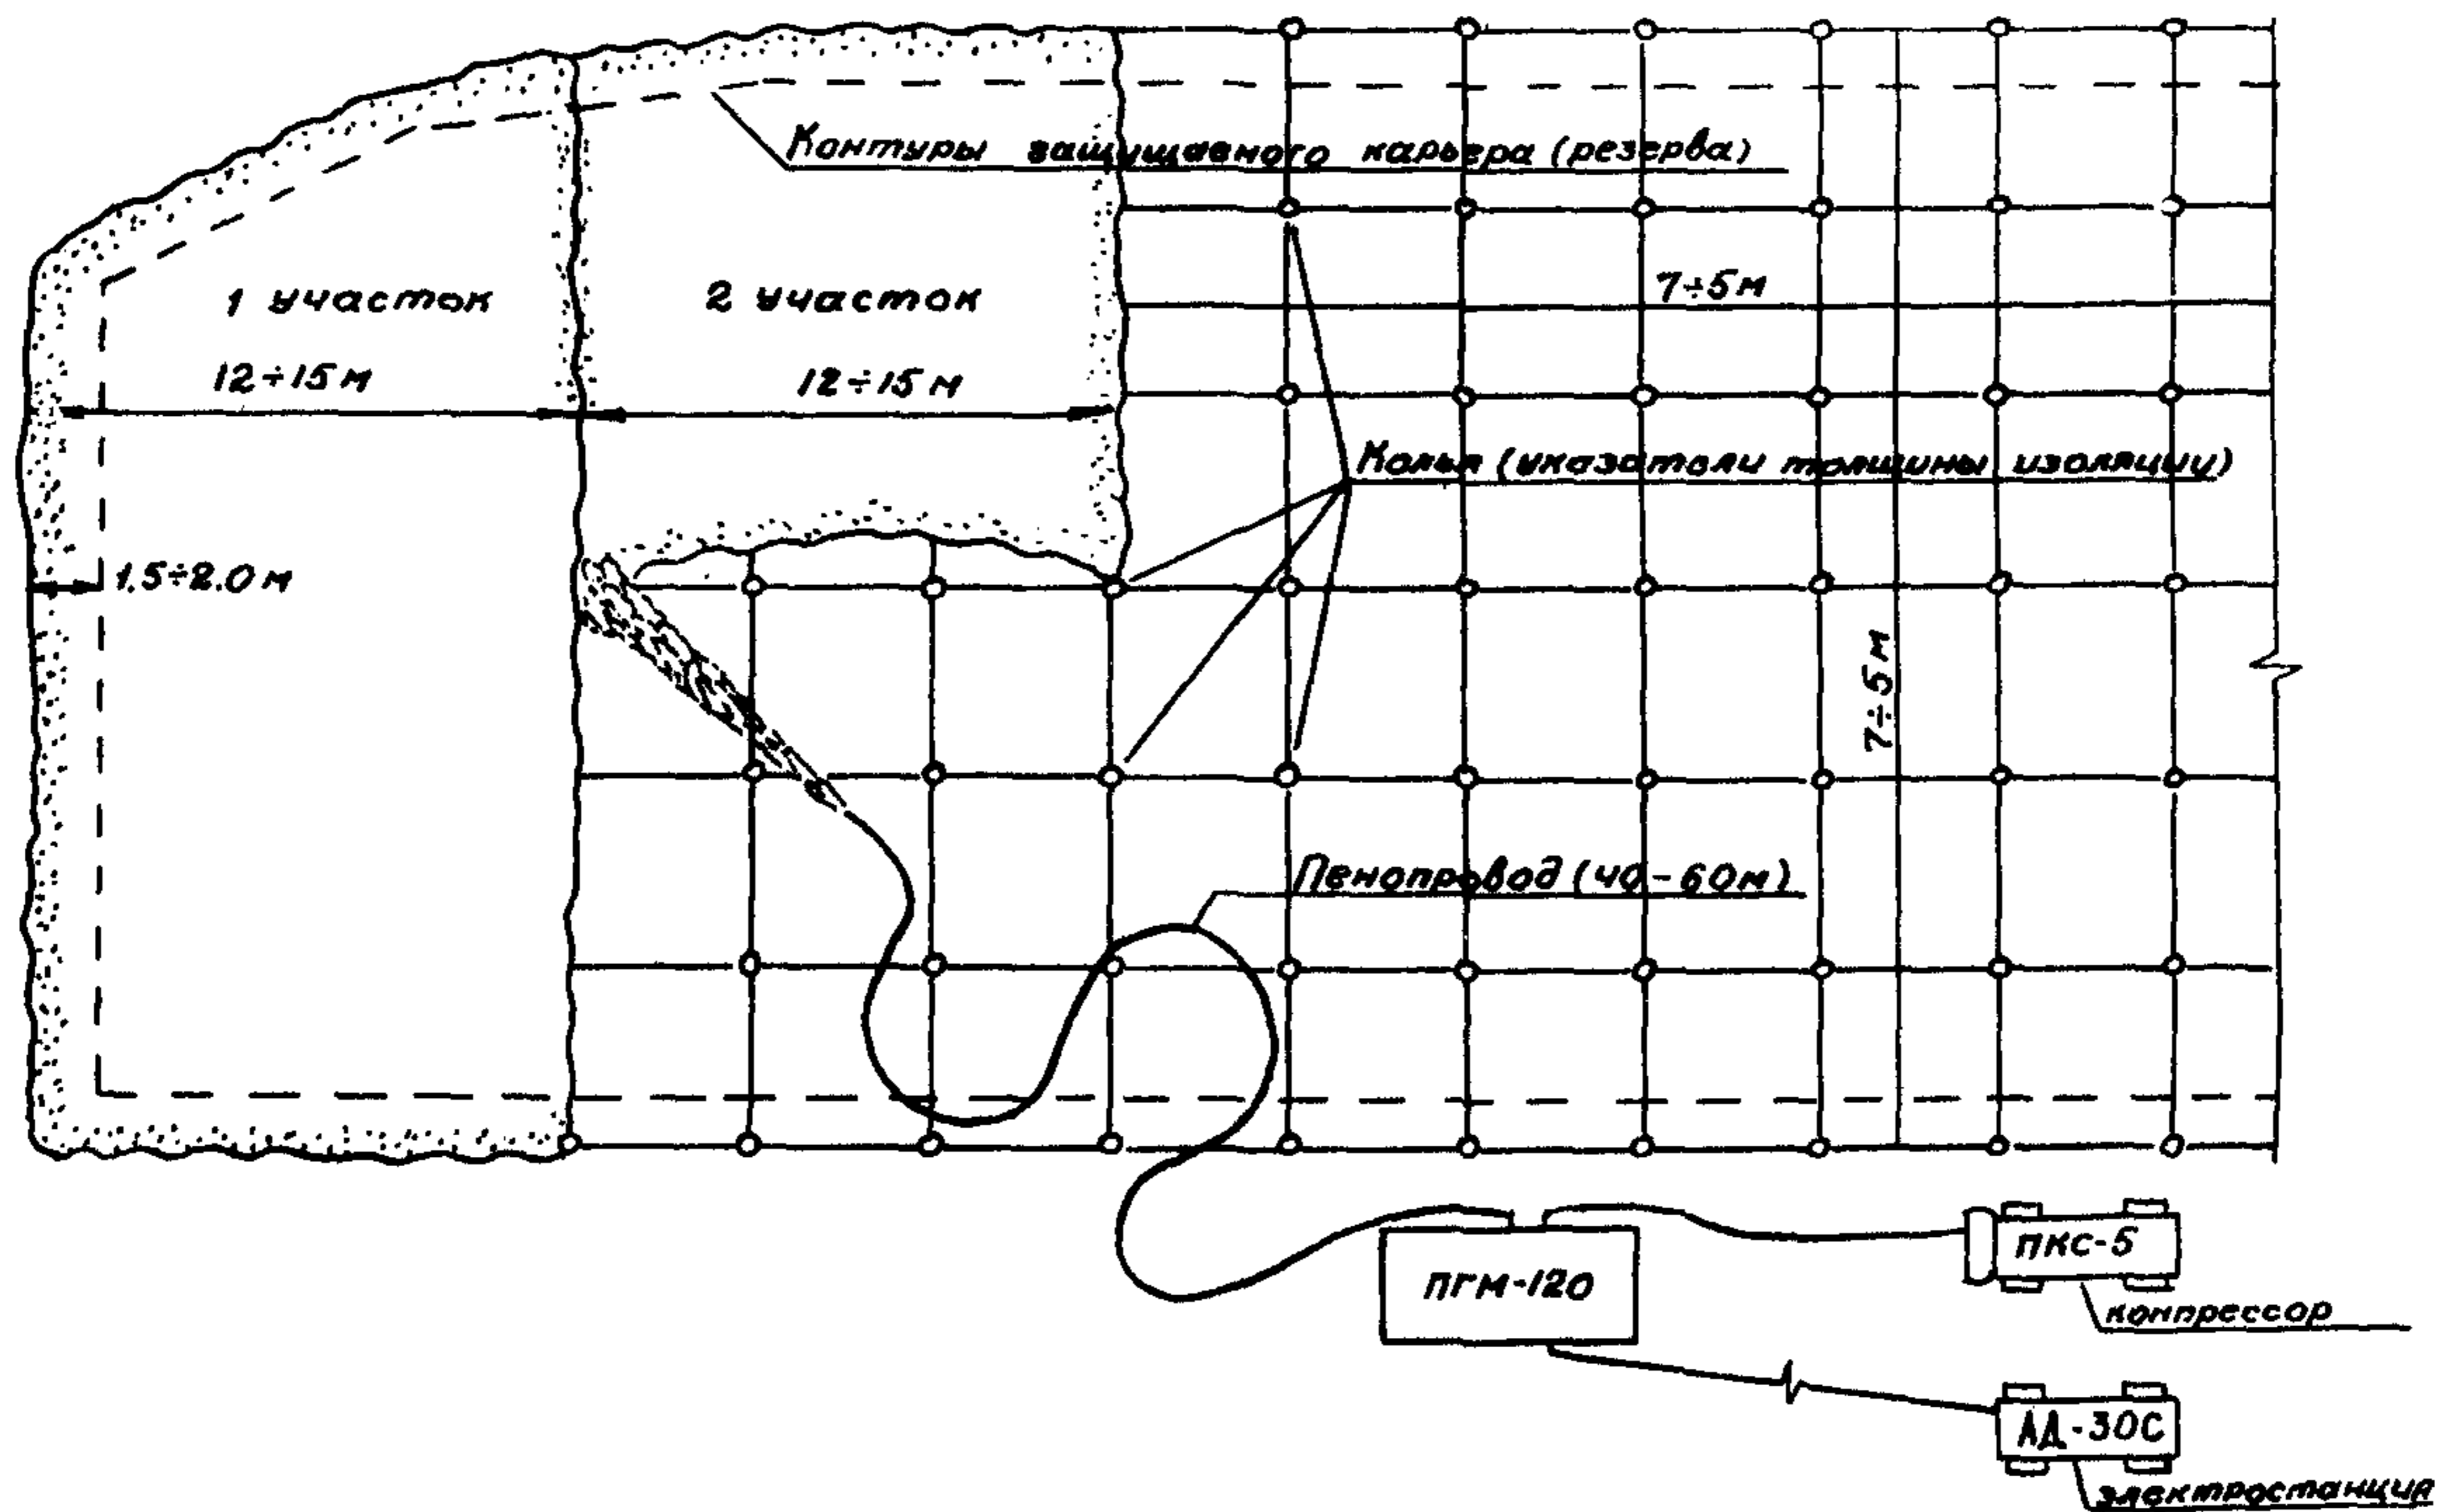 Контуры защищаемого карьера (резерва)
1 участок
2 участок
7÷5м
12÷15м
12÷15м
Колья (указатели толщины изоляции)
1.5÷2.0м
7÷5м
Пенопровод (40-60м)
ПКС-5
ПГМ-120
компрессор
АД-30С
электростанция